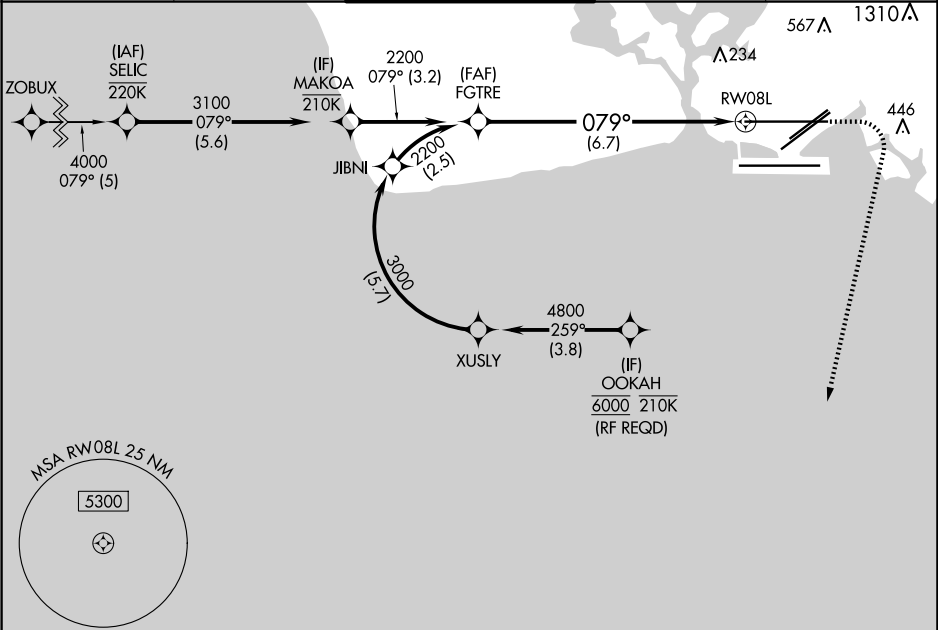 1310
567
234
446
(IAF)
SELIC
220K
ZOBUX
4000
079° (5)
3100
079°
(5.6)
(IF)
MAKOA
210K
2200
079° (3.2)
(FAF)
FGTRE
079°
(6.7)
RW08L
JIBNI
2200
(2.5)
3000
(5.7)
XUSLY
4800
259°
(3.8)
(IF)
OOKAH
6000 210K
(RF REQD)
MSA RW08L 25 NM
5300